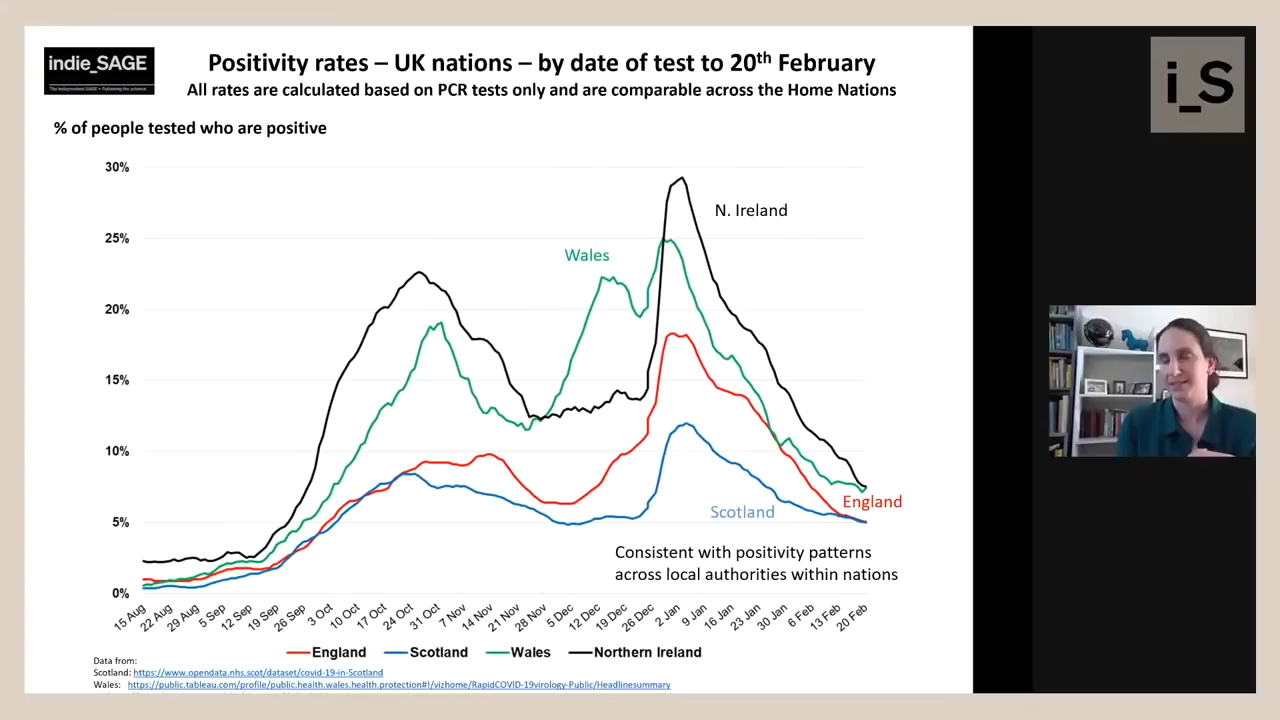 indie_SAGE
The Independent SAGE • Following the science
Positivity rates – UK nations – by date of test to 20th February
All rates are calculated based on PCR tests only and are comparable across the Home Nations
% of people tested who are positive
i_S
30%
25%
20%
15%
10%
5%
0%
N. Ireland
Wales
England
Scotland
Consistent with positivity patterns
across local authorities within nations
15 Aug
22 Aug
29 Aug
5 Sep
12 Sep
19 Sep
26 Sep
3 Oct
10 Oct
17 Oct
24 Oct
31 Oct
7 Nov
14 Nov
21 Nov
28 Nov
5 Dec
12 Dec
19 Dec
26 Dec
2 Jan
9 Jan
16 Jan
23 Jan
30 Jan
6 Feb
13 Feb
20 Feb
England Scotland Wales Northern Ireland
Data from:
Scotland: https://www.opendata.nhs.scot/dataset/covid-19-in-Scotland
Wales: https://public.tableau.com/profile/public.health.wales.health.protection#!/vizhome/RapidCOVID-19virology-Public/Headlinesummary